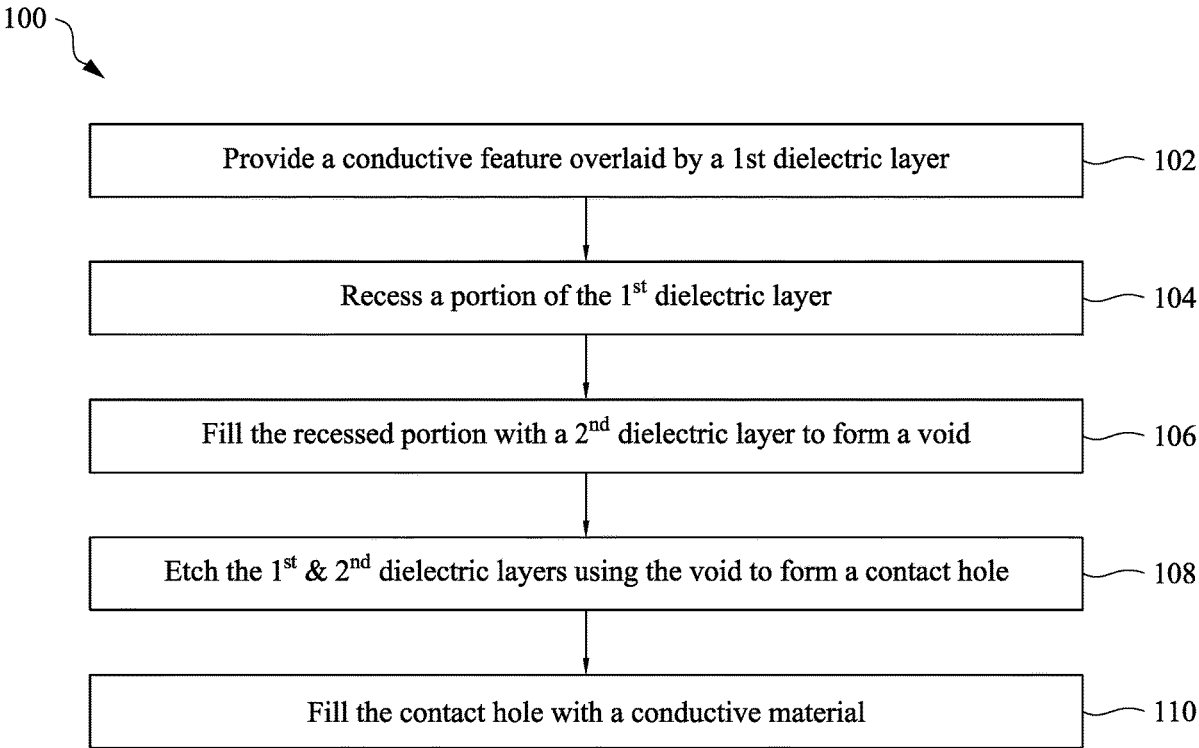 100
Provide a conductive feature overlaid by a 1st dielectric layer
102
Recess a portion of the 1st dielectric layer
104
Fill the recessed portion with a 2nd dielectric layer to form a void
106
Etch the 1st & 2nd dielectric layers using the void to form a contact hole
108
Fill the contact hole with a conductive material
110